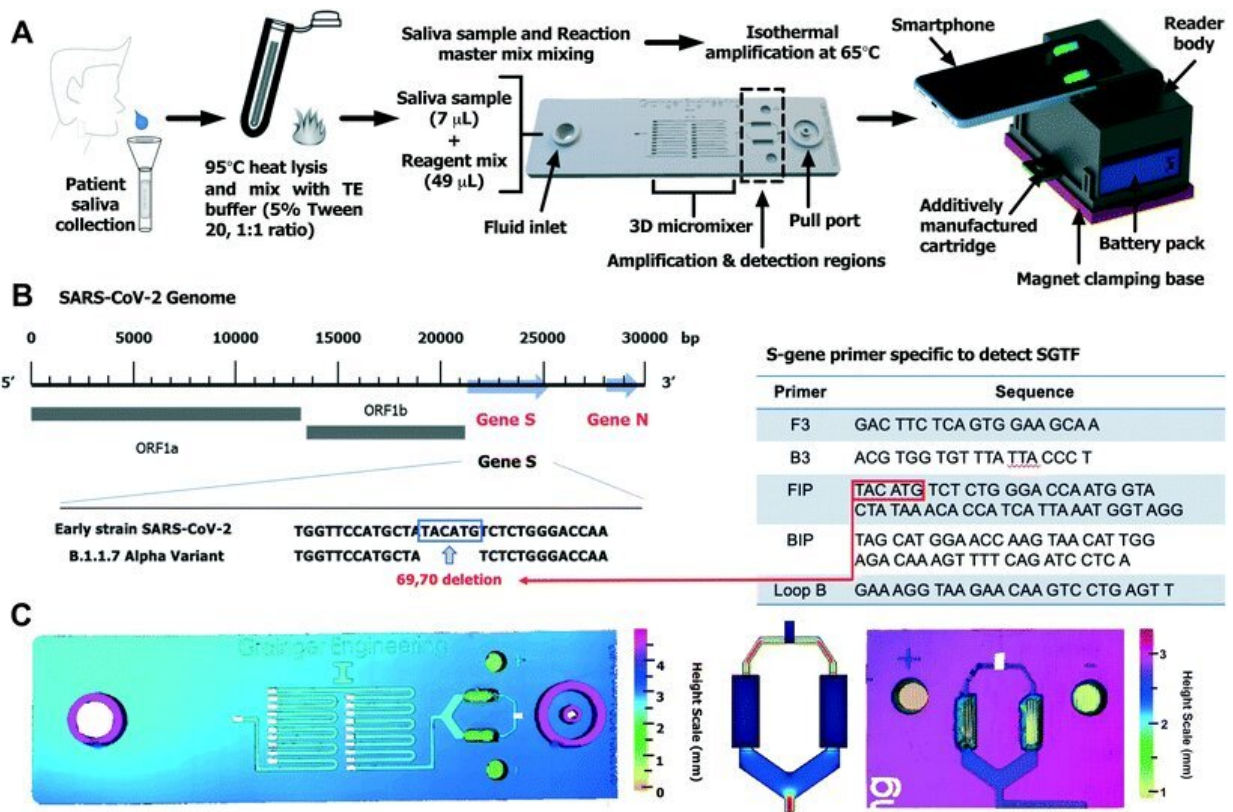 A
Patient
saliva
collection
95°C heat lysis
and mix with TE
buffer (5% Tween
20, 1:1 ratio)
Saliva sample and Reaction
master mix mixing
Isothermal
amplification at 65°C
Saliva sample
(7 μL)
+
Reagent mix
(49 μL)
Fluid inlet
3D micromixer
Pull port
Amplification & detection regions
Smartphone
Reader
body
Additively
manufactured
cartridge
Battery pack
Magnet clamping base
B
SARS-CoV-2 Genome
0 5000 10000 15000 20000 25000 30000 bp
5' 3'
ORF1a
ORF1b
Gene S
Gene N
Gene S
Early strain SARS-CoV-2 TGGTTCCATGCTATACATGTCTCTGGGACCAA
B.1.1.7 Alpha Variant TGGTTCCATGCTA TCTCTGGGACCAA
69,70 deletion
S-gene primer specific to detect SGTF
Primer Sequence
F3 GAC TTC TCA GTG GAA GCA A
B3 ACG TGG TGT TTA TTA CCC T
FIP TAC ATG TCT CTG GGA CCA ATG GTA
CTA TAA ACA CCA TCA TTA AAT GGT AGG
BIP TAG CAT GGA ACC AAG TAA CAT TGG
AGA CAA AGT TTT CAG ATC CTC A
Loop B GAA AGG TAA GAA CAA GTC CTG AGT T
C
Grainger Engineering
I
+
-
4
3
2
1
0
Height Scale (mm)
+
-
ng
3
2
1
Height Scale (mm)